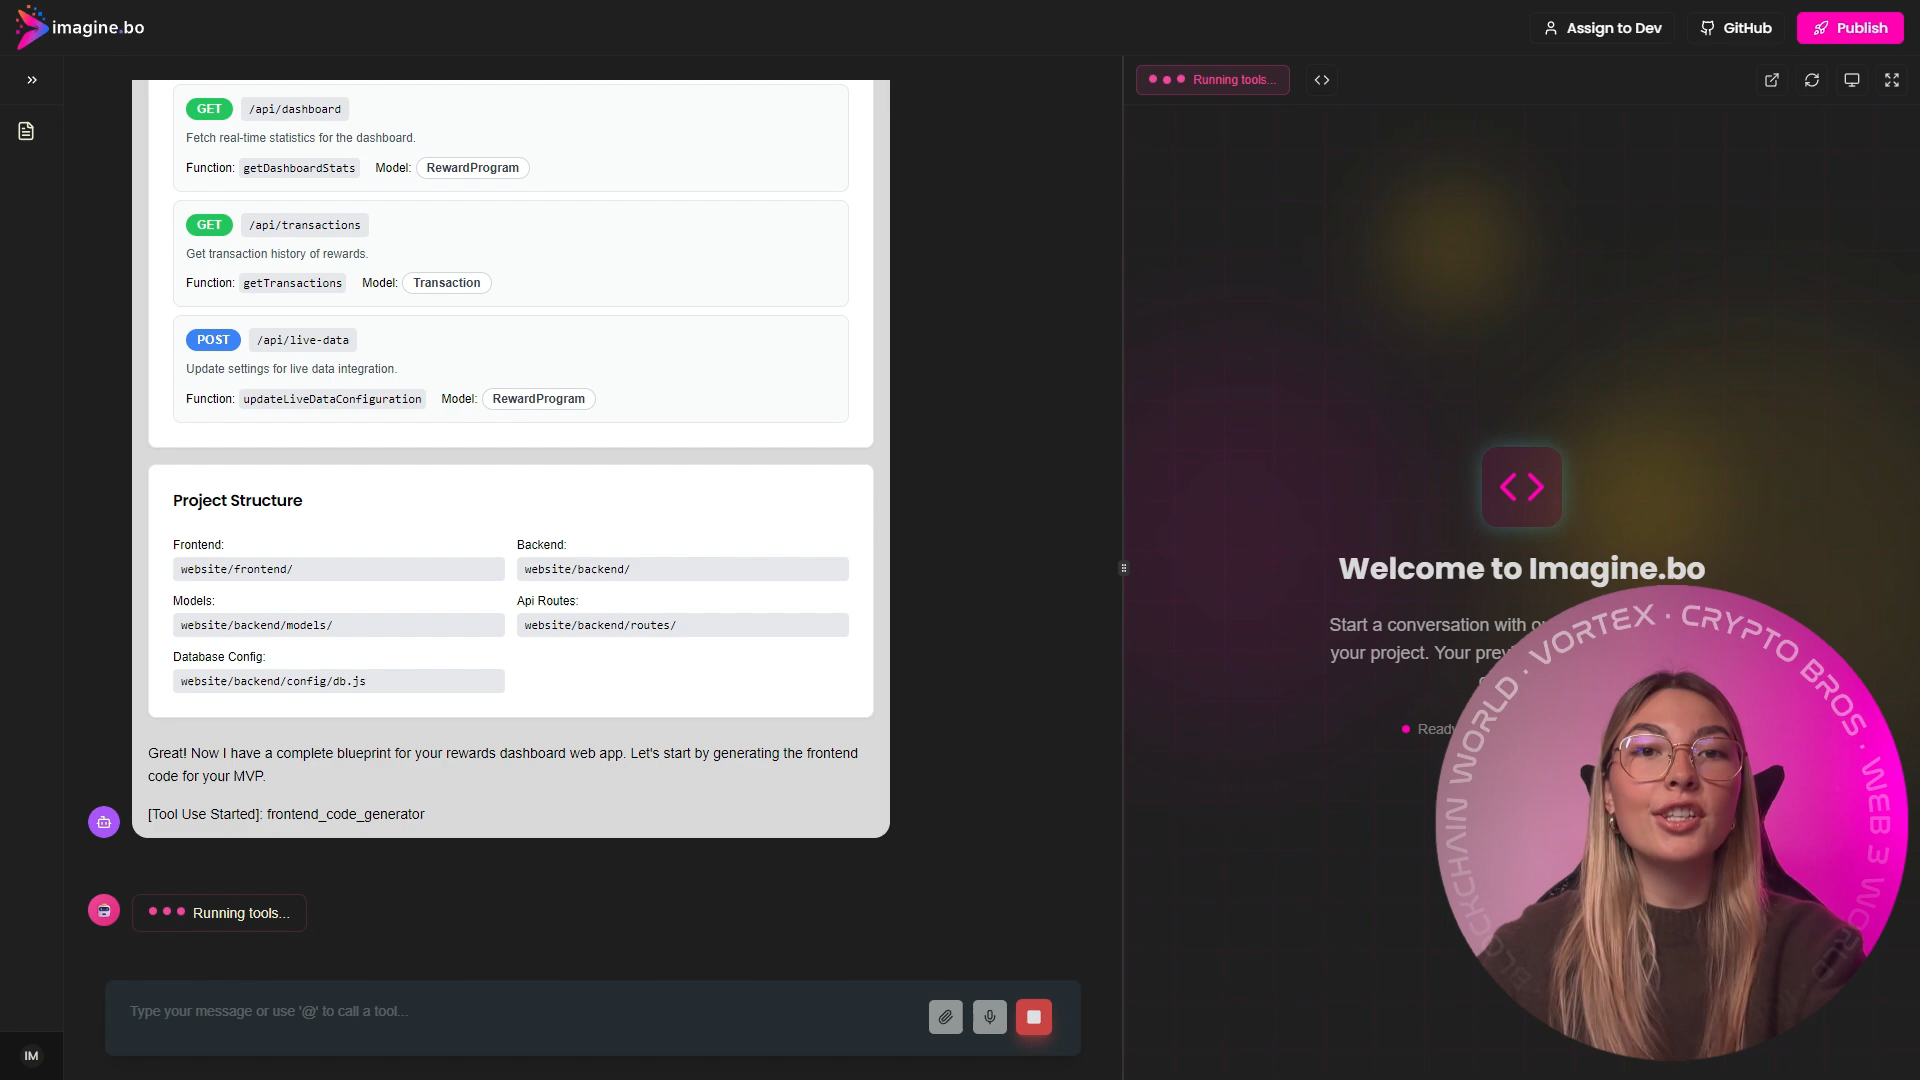 imagine.bo
Assign to Dev
GitHub
Publish
GET /api/dashboard
Fetch real-time statistics for the dashboard.
Function: getDashboardStats Model: RewardProgram
GET /api/transactions
Get transaction history of rewards.
Function: getTransactions Model: Transaction
POST /api/live-data
Update settings for live data integration.
Function: updateLiveDataConfiguration Model: RewardProgram
Project Structure
Frontend: Backend:
website/frontend/ website/backend/
Models: Api Routes:
website/backend/models/ website/backend/routes/
Database Config:
website/backend/config/db.js
Great! Now I have a complete blueprint for your rewards dashboard web app. Let's start by generating the frontend
code for your MVP.
[Tool Use Started]: frontend_code_generator
Running tools...
Type your message or use '@' to call a tool...
IM
Running tools...
Welcome to Imagine.bo
Start a conversation with
your project. Your
Ready
BLOCKCHAIN WORLD · VORTEX · CRYPTO BROS · WEB 3 WORLD